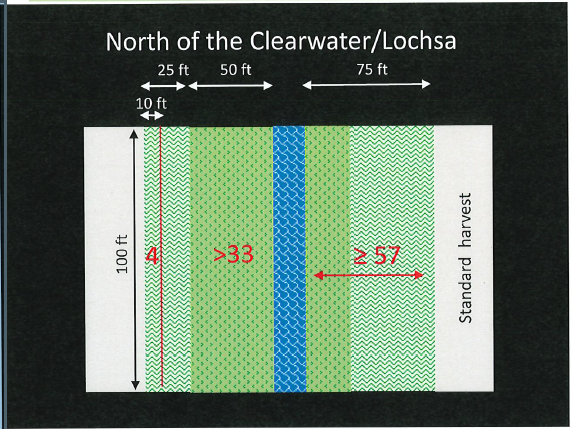 North of the Clearwater/Lochsa
25 ft 50 ft 75 ft
10 ft
100 ft
4 >33 ≥ 57
Standard harvest